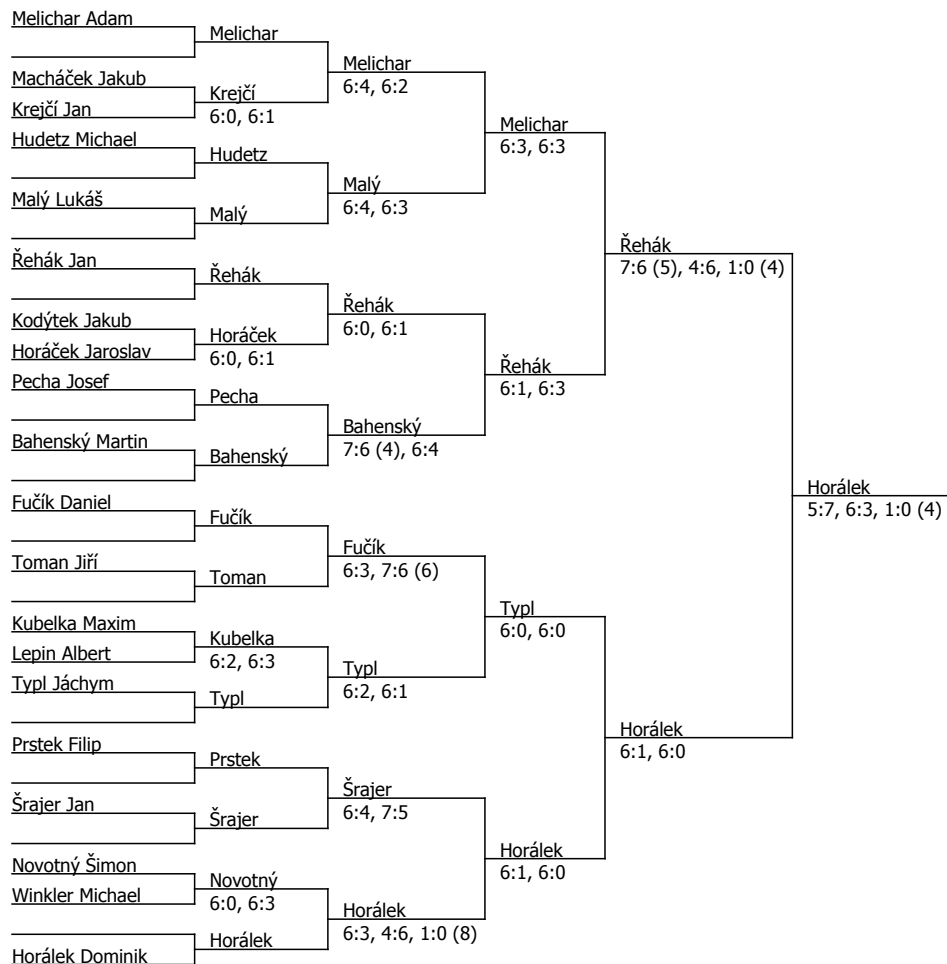 Melichar Adam
Macháček Jakub
Krejčí Jan
Hudetz Michael
Malý Lukáš
Řehák Jan
Kodýtek Jakub
Horáček Jaroslav
Pecha Josef
Bahenský Martin
Fučík Daniel
Toman Jiří
Kubelka Maxim
Lepin Albert
Typl Jáchym
Prstek Filip
Šrajer Jan
Novotný Šimon
Winkler Michael
Horálek Dominik
Melichar
Krejčí
6:0, 6:1
Hudetz
Malý
Řehák
Horáček
6:0, 6:1
Pecha
Bahenský
Fučík
Toman
Kubelka
6:2, 6:3
Typl
Prstek
Šrajer
Novotný
6:0, 6:3
Horálek
Melichar
6:4, 6:2
Malý
6:4, 6:3
Řehák
6:0, 6:1
Bahenský
7:6 (4), 6:4
Fučík
6:3, 7:6 (6)
Typl
6:2, 6:1
Šrajer
6:4, 7:5
Horálek
6:3, 4:6, 1:0 (8)
Melichar
6:3, 6:3
Řehák
6:1, 6:3
Typl
6:0, 6:0
Horálek
6:1, 6:0
Řehák
7:6 (5), 4:6, 1:0 (4)
Horálek
6:1, 6:0
Horálek
5:7, 6:3, 1:0 (4)